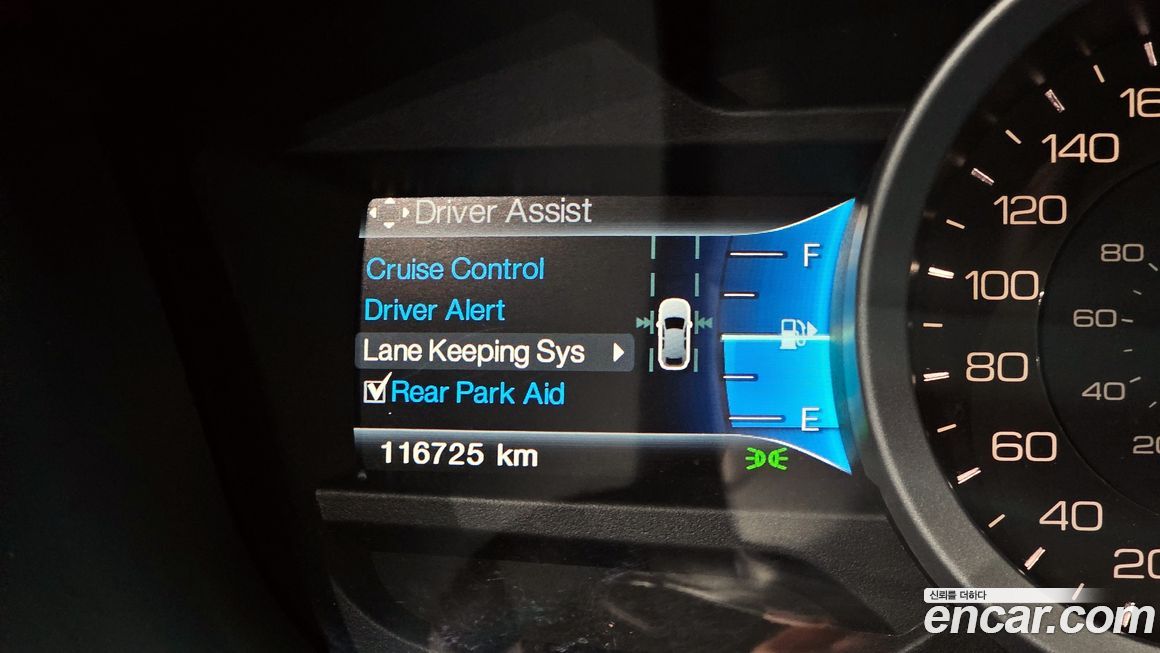 Driver Assist
Cruise Control
Driver Alert
Lane Keeping Sys
Rear Park Aid
116725 km
F
E
140
120
100
80
60
40
80
60
40
신뢰를 더하다
encar.com